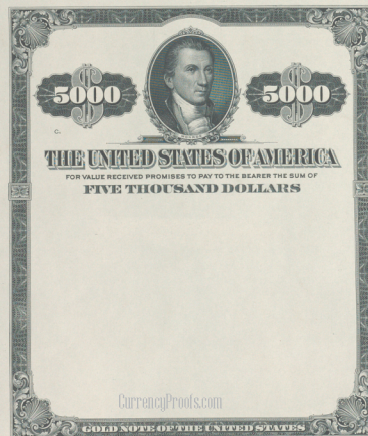 5000 5000
C.
THE UNITED STATES OF AMERICA
FOR VALUE RECEIVED PROMISES TO PAY TO THE BEARER THE SUM OF
FIVE THOUSAND DOLLARS
CurrencyProofs.com
GOLD NOTE OF THE UNITED STATES